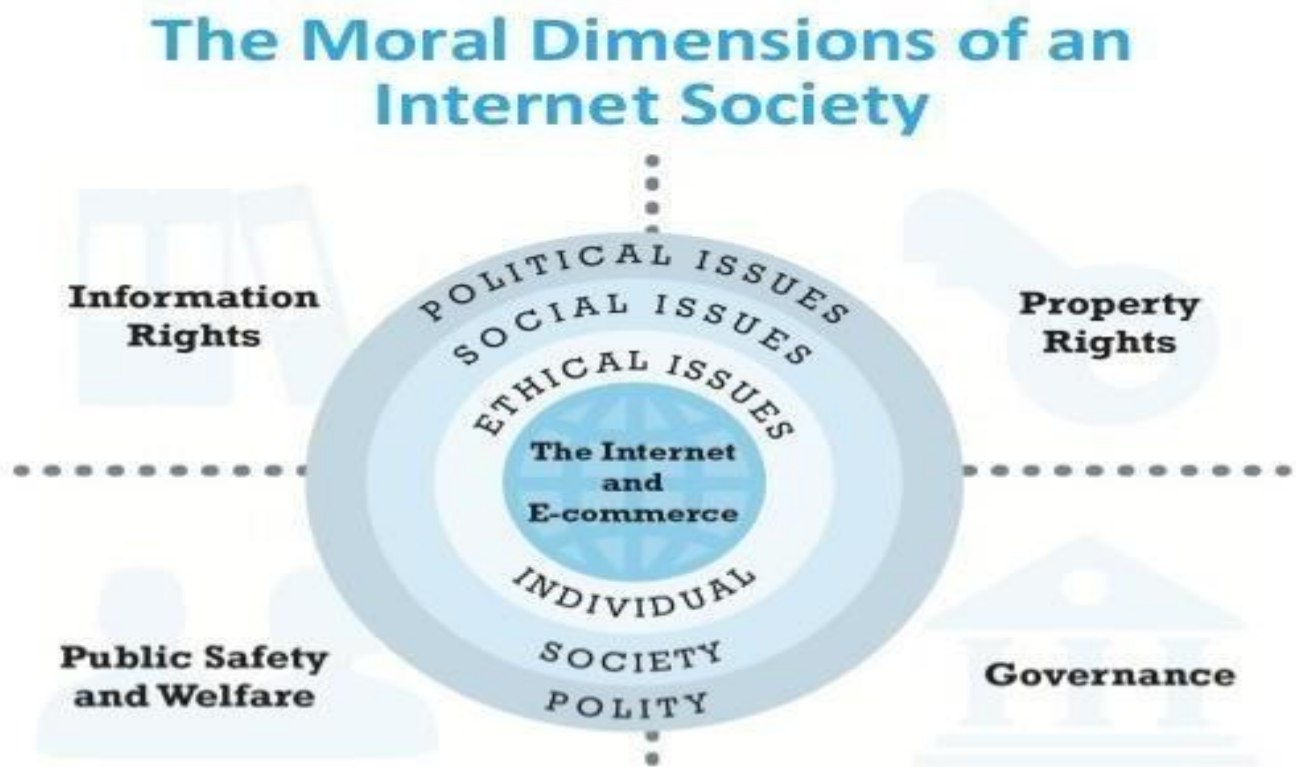 The Moral Dimensions of an
Internet Society
POLITICAL ISSUES
SOCIAL ISSUES
ETHICAL ISSUES
Information
Rights
Property
Rights
The Internet
and
E-commerce
INDIVIDUAL
SOCIETY
POLITY
Public Safety
and Welfare
Governance